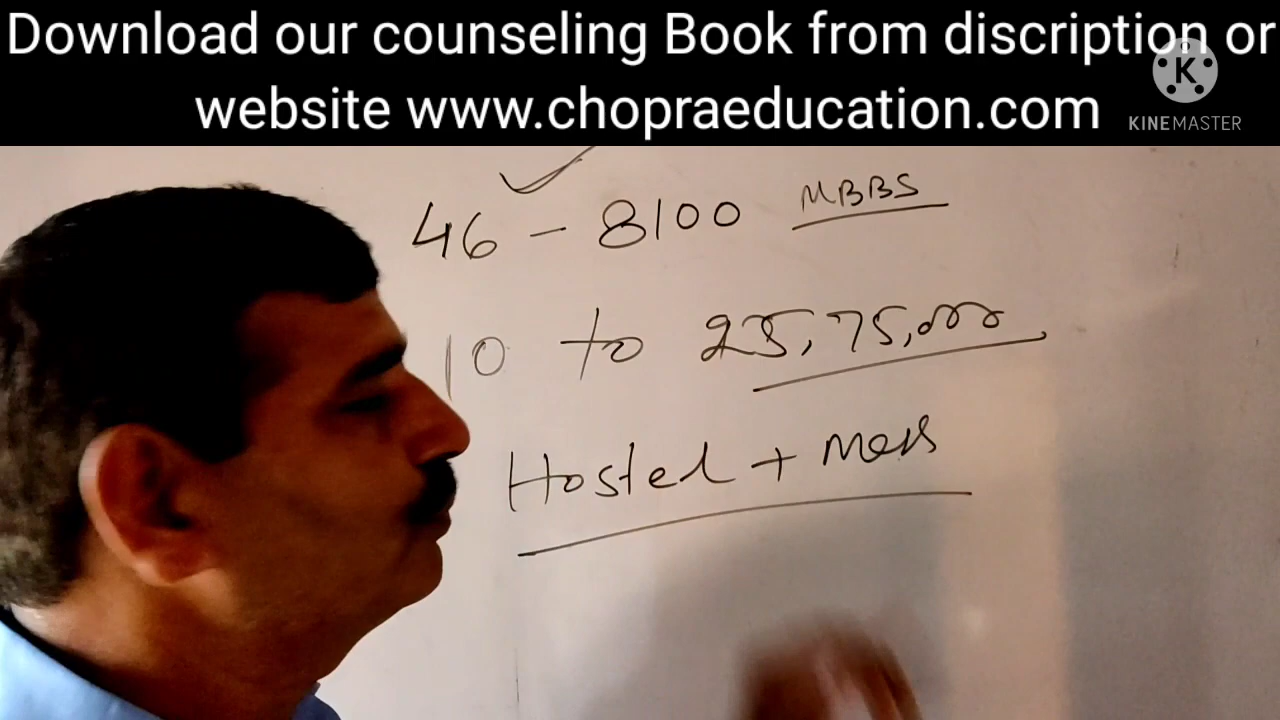 Download our counseling Book from discription or
website www.chopraeducation.com
KINEMASTER
46 - 8100 MBBS
10 to 25,75,000
Hostel + Mess